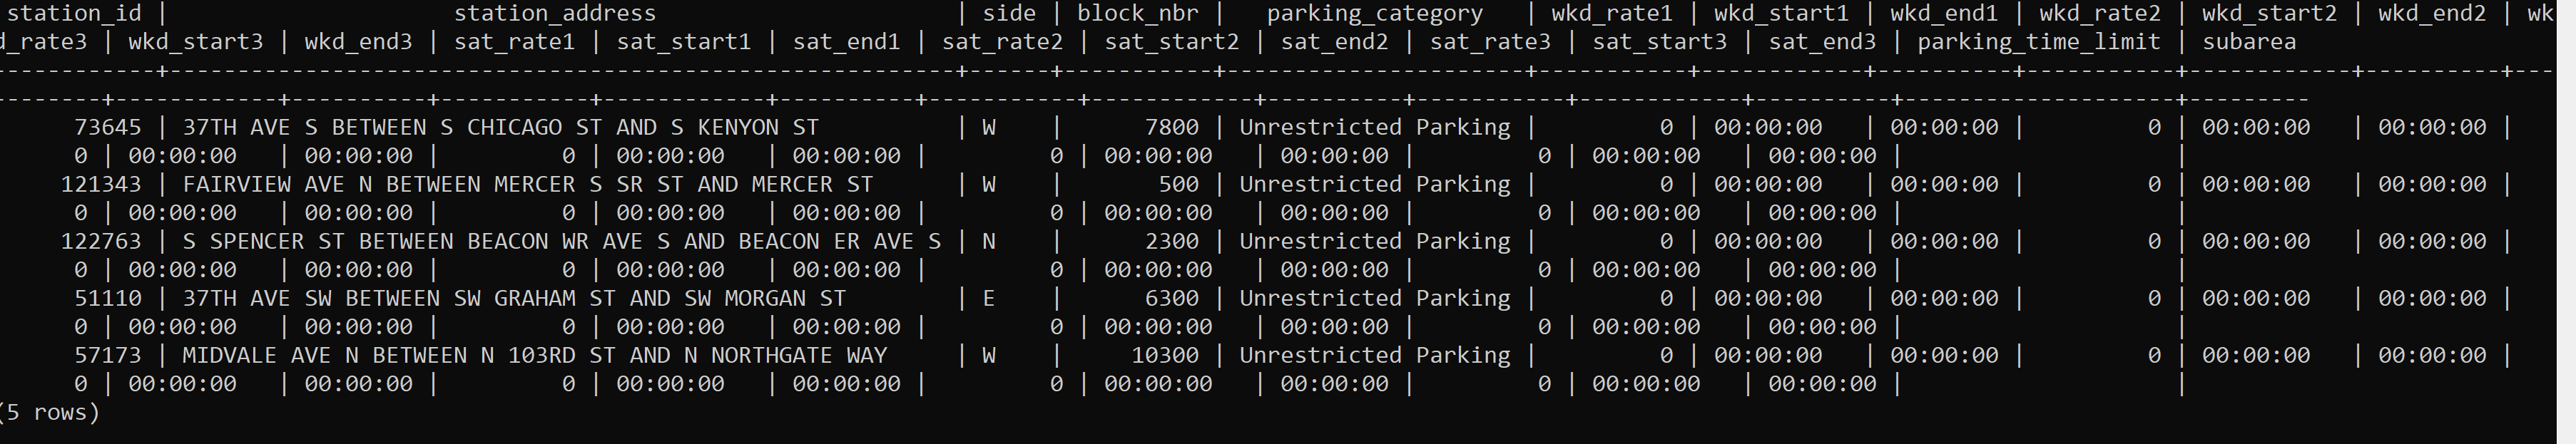 station_id |                     station_address                      | side | block_nbr |   parking_category   | wkd_rate1 | wkd_start1 | wkd_end1 | wkd_rate2 | wkd_start2 | wkd_end2 | wk
d_rate3 | wkd_start3 | wkd_end3 | sat_rate1 | sat_start1 | sat_end1 | sat_rate2 | sat_start2 | sat_end2 | sat_rate3 | sat_start3 | sat_end3 | parking_time_limit | subarea
------------+----------------------------------------------------------+------+-----------+----------------------+-----------+------------+----------+-----------+------------+----------+---
--------+------------+----------+-----------+------------+----------+-----------+------------+----------+-----------+------------+----------+--------------------+---------
     73645 | 37TH AVE S BETWEEN S CHICAGO ST AND S KENYON ST          | W    |      7800 | Unrestricted Parking |         0 | 00:00:00   | 00:00:00 |         0 | 00:00:00   | 00:00:00 |
      0 | 00:00:00   | 00:00:00 |         0 | 00:00:00   | 00:00:00 |         0 | 00:00:00   | 00:00:00 |         0 | 00:00:00   | 00:00:00 |                    |
    121343 | FAIRVIEW AVE N BETWEEN MERCER S SR ST AND MERCER ST      | W    |       500 | Unrestricted Parking |         0 | 00:00:00   | 00:00:00 |         0 | 00:00:00   | 00:00:00 |
      0 | 00:00:00   | 00:00:00 |         0 | 00:00:00   | 00:00:00 |         0 | 00:00:00   | 00:00:00 |         0 | 00:00:00   | 00:00:00 |                    |
    122763 | S SPENCER ST BETWEEN BEACON WR AVE S AND BEACON ER AVE S | N    |      2300 | Unrestricted Parking |         0 | 00:00:00   | 00:00:00 |         0 | 00:00:00   | 00:00:00 |
      0 | 00:00:00   | 00:00:00 |         0 | 00:00:00   | 00:00:00 |         0 | 00:00:00   | 00:00:00 |         0 | 00:00:00   | 00:00:00 |                    |
     51110 | 37TH AVE SW BETWEEN SW GRAHAM ST AND SW MORGAN ST        | E    |      6300 | Unrestricted Parking |         0 | 00:00:00   | 00:00:00 |         0 | 00:00:00   | 00:00:00 |
      0 | 00:00:00   | 00:00:00 |         0 | 00:00:00   | 00:00:00 |         0 | 00:00:00   | 00:00:00 |         0 | 00:00:00   | 00:00:00 |                    |
     57173 | MIDVALE AVE N BETWEEN N 103RD ST AND N NORTHGATE WAY     | W    |     10300 | Unrestricted Parking |         0 | 00:00:00   | 00:00:00 |         0 | 00:00:00   | 00:00:00 |
      0 | 00:00:00   | 00:00:00 |         0 | 00:00:00   | 00:00:00 |         0 | 00:00:00   | 00:00:00 |         0 | 00:00:00   | 00:00:00 |                    |
(5 rows)